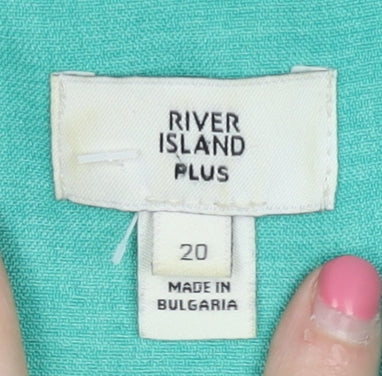 RIVER
ISLAND
PLUS
20
MADE IN
BULGARIA